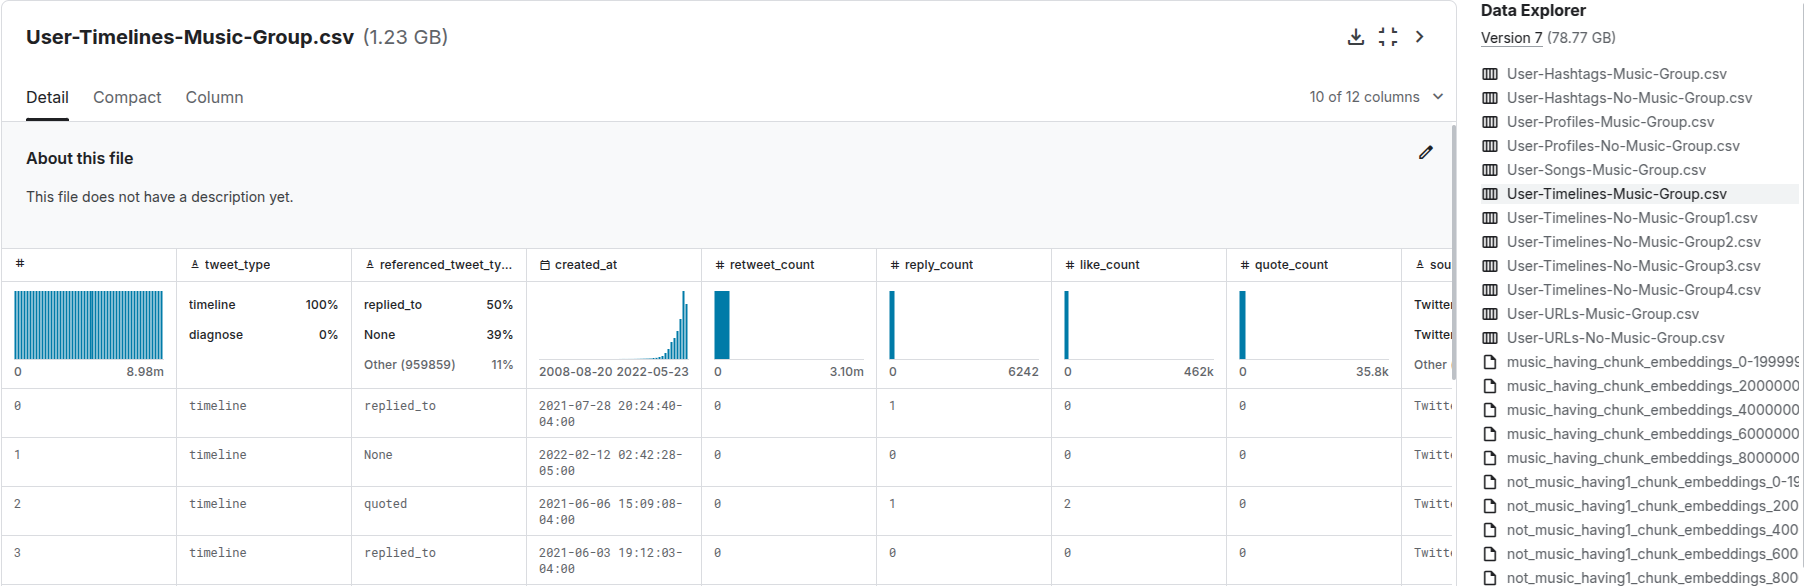 User-Timelines-Music-Group.csv (1.23 GB)
Detail Compact Column
10 of 12 columns
About this file
This file does not have a description yet.
# tweet_type referenced_tweet_ty... created_at # retweet_count # reply_count # like_count # quote_count sou
timeline 100% replied_to 50% Twitter
diagnose 0% None 39% Twitter
Other (959859) 11% Other
0 8.98m 2008-08-20 2022-05-23 0 3.10m 0 6242 0 462k 0 35.8k
0 timeline replied_to 2021-07-28 20:24:40- 0 1 0 0 Twitt
04:00
1 timeline None 2022-02-12 02:42:28- 0 0 0 0 Twitt
05:00
2 timeline quoted 2021-06-06 15:09:08- 0 1 2 0 Twitt
04:00
3 timeline replied_to 2021-06-03 19:12:03- 0 0 0 0 Twitt
04:00
Data Explorer
Version 7 (78.77 GB)
User-Hashtags-Music-Group.csv
User-Hashtags-No-Music-Group.csv
User-Profiles-Music-Group.csv
User-Profiles-No-Music-Group.csv
User-Songs-Music-Group.csv
User-Timelines-Music-Group.csv
User-Timelines-No-Music-Group1.csv
User-Timelines-No-Music-Group2.csv
User-Timelines-No-Music-Group3.csv
User-Timelines-No-Music-Group4.csv
User-URLs-Music-Group.csv
User-URLs-No-Music-Group.csv
music_having_chunk_embeddings_0-199999
music_having_chunk_embeddings_2000000
music_having_chunk_embeddings_4000000
music_having_chunk_embeddings_6000000
music_having_chunk_embeddings_8000000
not_music_having1_chunk_embeddings_0-19
not_music_having1_chunk_embeddings_200
not_music_having1_chunk_embeddings_400
not_music_having1_chunk_embeddings_600
not_music_having1_chunk_embeddings_800